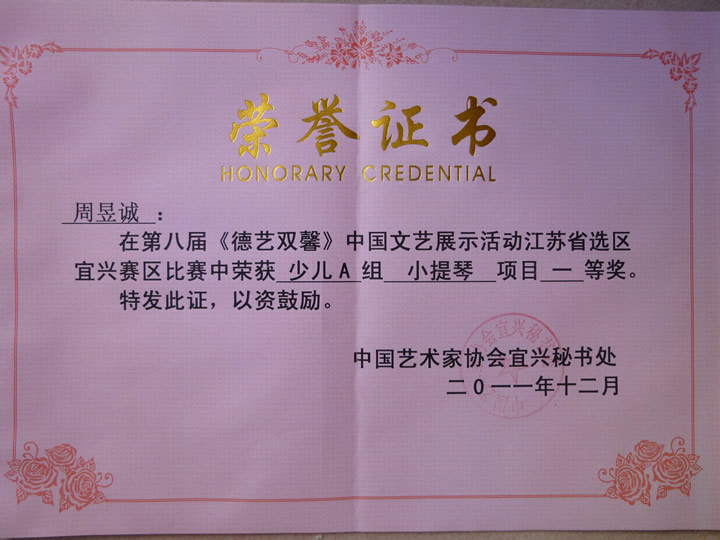 荣誉证书
HONORARY CREDENTIAL
周昱诚：
在第八届《德艺双馨》中国文艺展示活动江苏省选区
宜兴赛区比赛中荣获 少儿A组 小提琴 项目 一 等奖。
特发此证，以资鼓励。
中国艺术家协会宜兴秘书处
二0一一年十二月